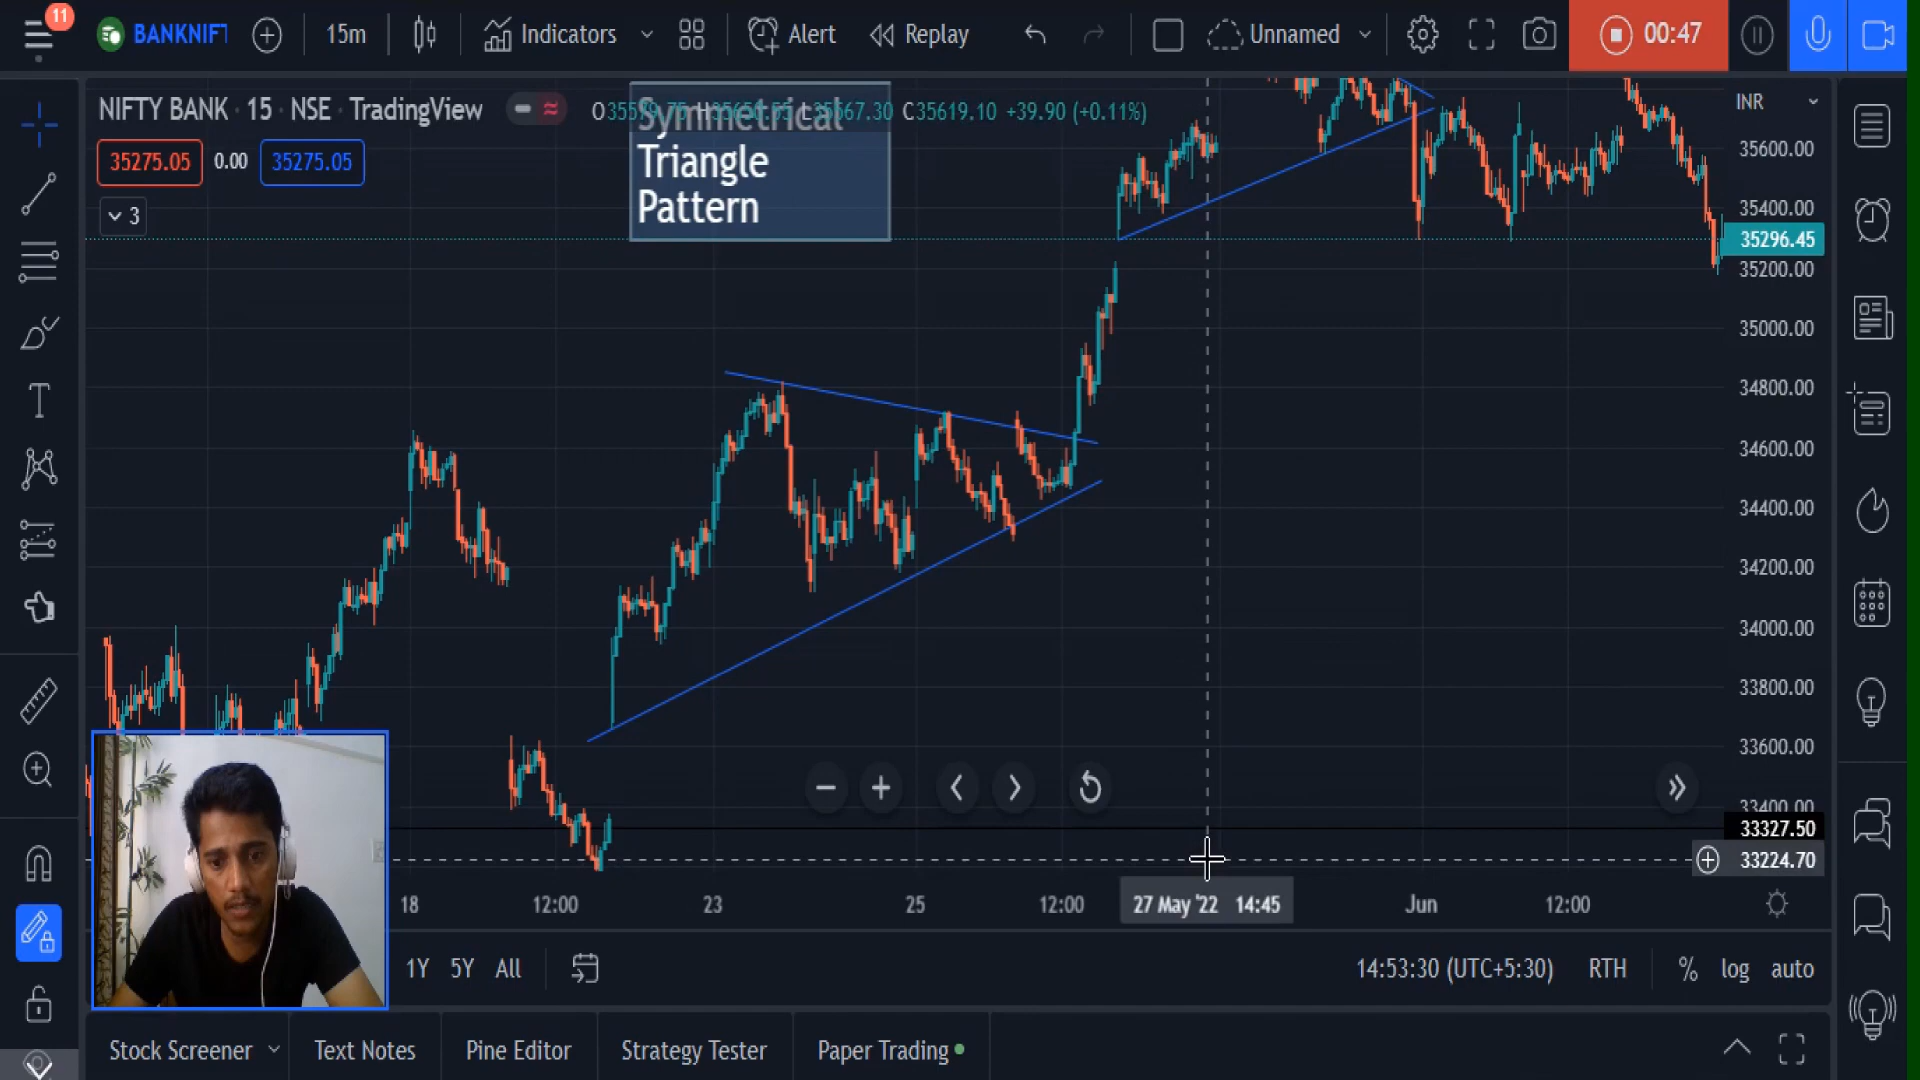 11
BANKNIFT
15m
Indicators
Alert
Replay
Unnamed
00:47
NIFTY BANK · 15 · NSE · TradingView
C35619.10 +39.90 (+0.11%)
INR
35275.05 0.00 35275.05
3
Symmetrical
Triangle
Pattern
35600.00
35400.00
35296.45
35200.00
35000.00
34800.00
34600.00
34400.00
34200.00
34000.00
33800.00
33600.00
33400.00
33327.50
33224.70
18 12:00 23 25 12:00 27 May '22 14:45 Jun 12:00
1Y 5Y All
14:53:30 (UTC+5:30) RTH % log auto
Stock Screener Text Notes Pine Editor Strategy Tester Paper Trading